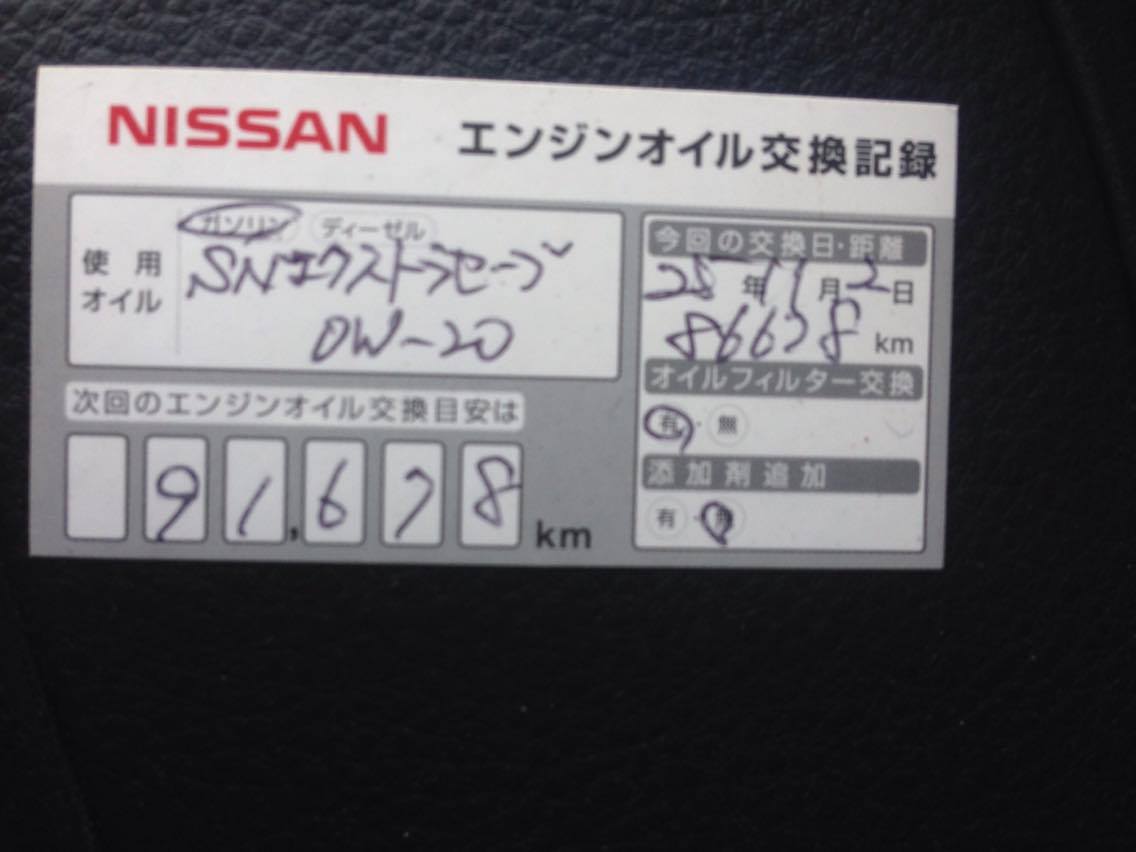 NISSAN エンジンオイル交換記録
ガソリン ディーゼル
使用
オイル
SNエクストラセーブ
0W-20
今回の交換日・距離
25年11月2日
86678km
オイルフィルター交換
有・無
添加剤追加
有・無
次回のエンジンオイル交換目安は
91,678km